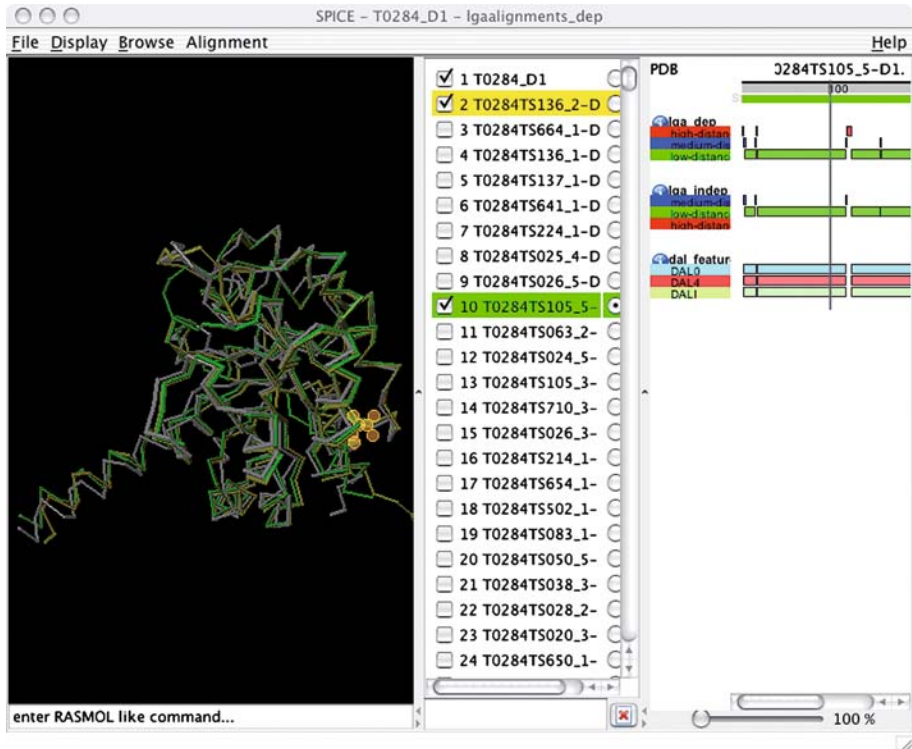 SPICE – T0284_D1 – lgaalignments_dep
File Display Browse Alignment Help
1 T0284_D1
2 T0284TS136_2-D
3 T0284TS664_1-D
4 T0284TS136_1-D
5 T0284TS137_1-D
6 T0284TS641_1-D
7 T0284TS224_1-D
8 T0284TS025_4-D
9 T0284TS026_5-D
10 T0284TS105_5-
11 T0284TS063_2-
12 T0284TS024_5-
13 T0284TS105_3-
14 T0284TS710_3-
15 T0284TS026_3-
16 T0284TS214_1-
17 T0284TS654_1-
18 T0284TS502_1-
19 T0284TS083_1-
20 T0284TS050_5-
21 T0284TS038_3-
22 T0284TS028_2-
23 T0284TS020_3-
24 T0284TS650_1-
PDB 0284TS105_5-D1.
100
lga_dep
high-distan
medium-dis
low-distanc
lga_indep
medium-dis
low-distanc
high-distan
dal_featur
DAL0
DAL4
DALI
enter RASMOL like command...
100 %